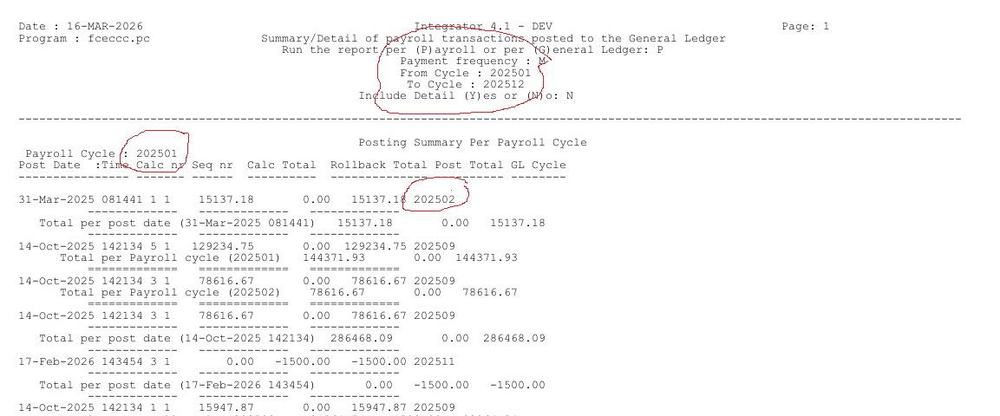 Date : 16-MAR-2026 Integrator 4.1 - DEV Page: 1
Program : fceccc.pc Summary/Detail of payroll transactions posted to the General Ledger
Run the report per (P)ayroll or per (G)eneral Ledger: P
Payment frequency : M
From Cycle : 202501
To Cycle : 202512
Include Detail (Y)es or (N)o: N
Posting Summary Per Payroll Cycle
Payroll Cycle : 202501
Post Date :Time Calc nr Seq nr Calc Total Rollback Total Post Total GL Cycle
31-Mar-2025 081441 1 1 15137.18 0.00 15137.18 202502
Total per post date (31-Mar-2025 081441) 15137.18 0.00 15137.18
14-Oct-2025 142134 5 1 129234.75 0.00 129234.75 202509
Total per Payroll cycle (202501) 144371.93 0.00 144371.93
14-Oct-2025 142134 3 1 78616.67 0.00 78616.67 202509
Total per Payroll cycle (202502) 78616.67 0.00 78616.67
14-Oct-2025 142134 3 1 78616.67 0.00 78616.67 202509
Total per post date (14-Oct-2025 142134) 286468.09 0.00 286468.09
17-Feb-2026 143454 3 1 0.00 -1500.00 -1500.00 202511
Total per post date (17-Feb-2026 143454) 0.00 -1500.00 -1500.00
14-Oct-2025 142134 1 1 15947.87 0.00 15947.87 202509